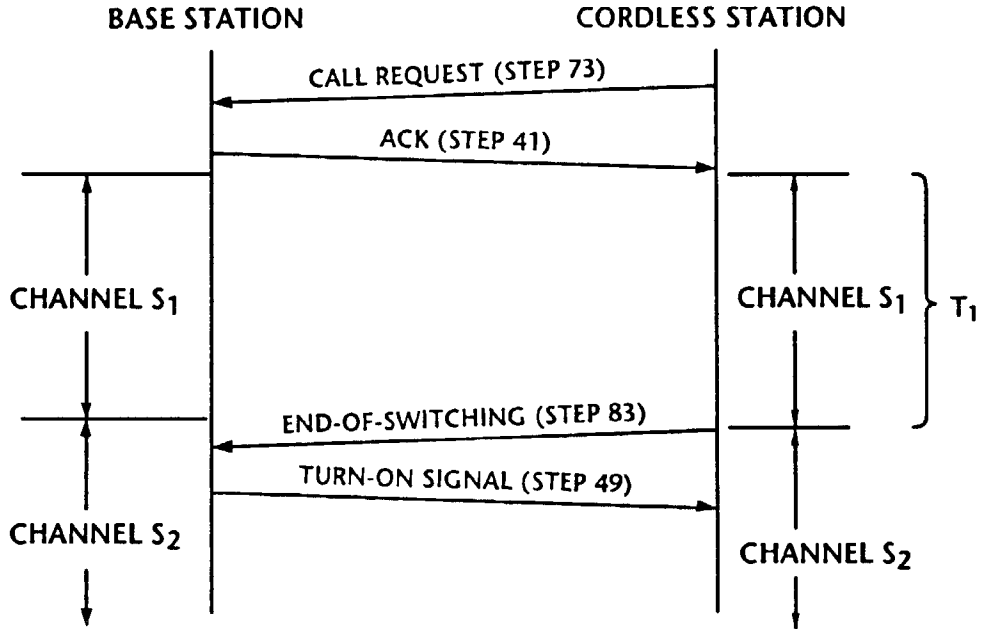 BASE STATION
CORDLESS STATION
CALL REQUEST (STEP 73)
ACK (STEP 41)
CHANNEL S₁
CHANNEL S₁
T₁
END-OF-SWITCHING (STEP 83)
TURN-ON SIGNAL (STEP 49)
CHANNEL S₂
CHANNEL S₂